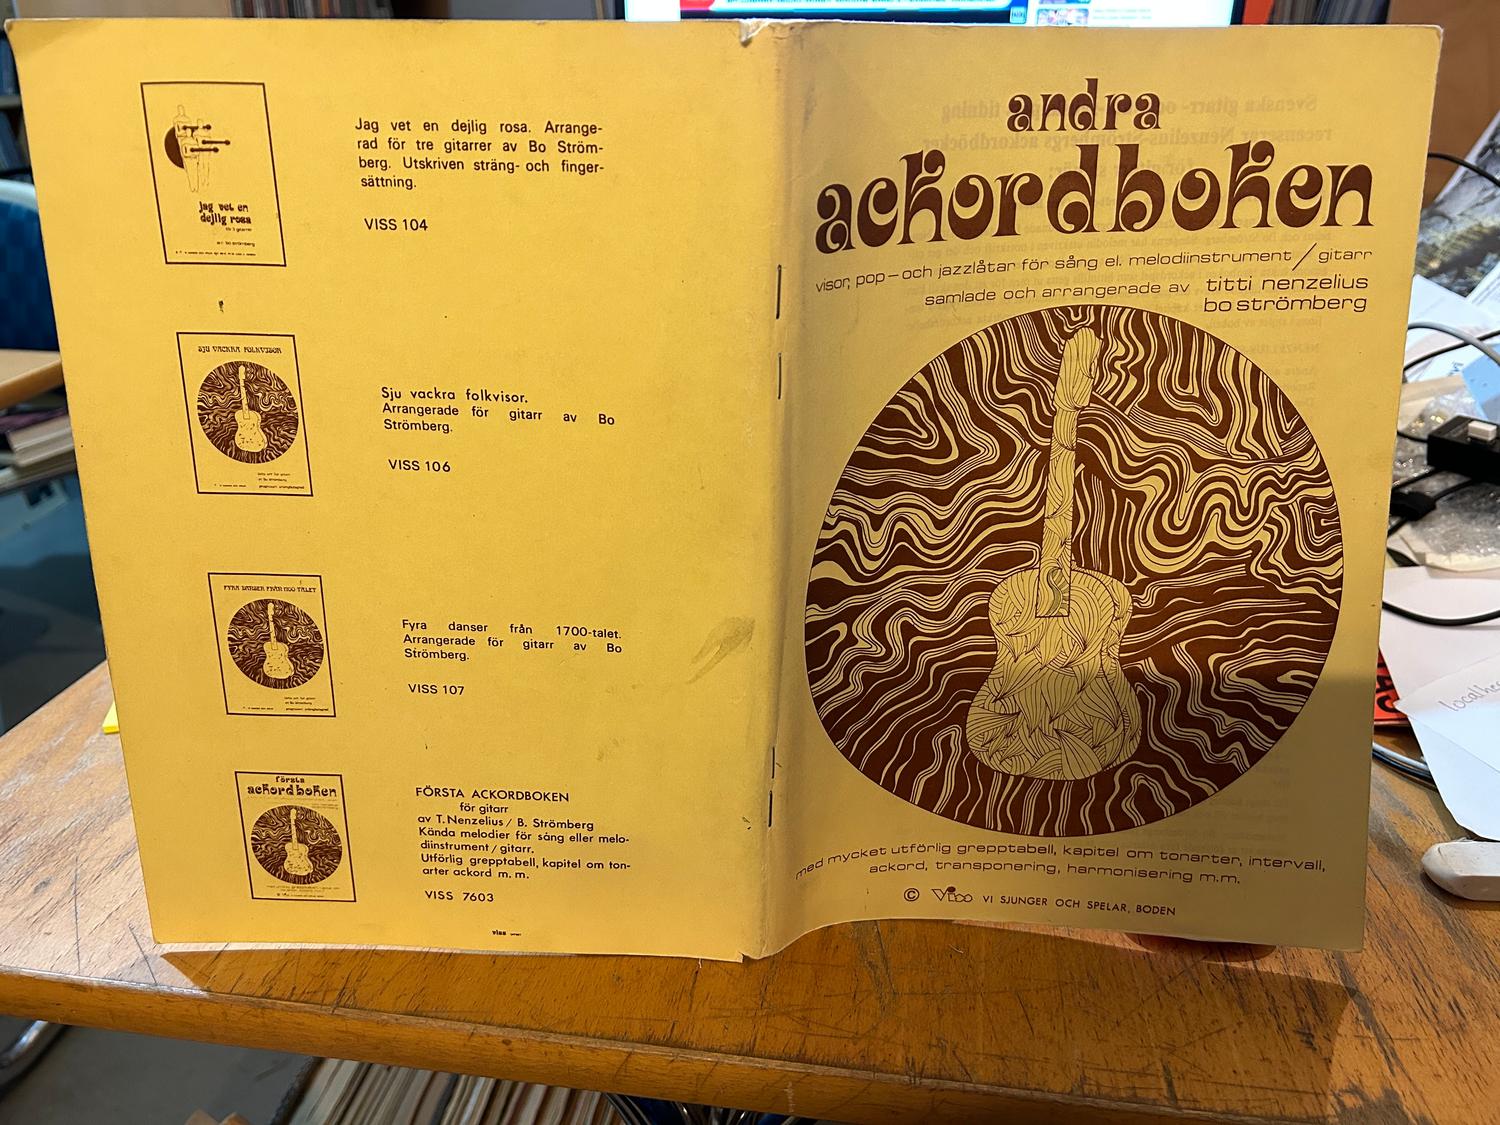 Jag vet en dejlig rosa. Arrange-
rad för tre gitarrer av Bo Ström-
berg. Utskriven sträng- och finger-
sättning.
VISS 104
jag vet en
dejlig rosa
Sju vackra folkvisor.
Arrangerade för gitarr av Bo
Strömberg.
VISS 106
SJU VACKRA FOLKVISOR
Fyra danser från 1700-talet.
Arrangerade för gitarr av Bo
Strömberg.
VISS 107
FYRA DANSER FRÅN 1700 TALET
FÖRSTA ACKORDBOKEN
för gitarr
av T. Nenzelius / B. Strömberg
Kända melodier för sång eller melo-
diinstrument / gitarr.
Utförlig grepptabell, kapitel om ton-
arter ackord m. m.
VISS 7603
första
ackordboken
viss
andra
ackordboken
visor, pop – och jazzlåtar för sång el. melodiinstrument / gitarr
samlade och arrangerade av titti nenzelius
bo strömberg
med mycket utförlig grepptabell, kapitel om tonarter, intervall,
ackord, transponering, harmonisering m.m.
© Viss VI SJUNGER OCH SPELAR, BODEN